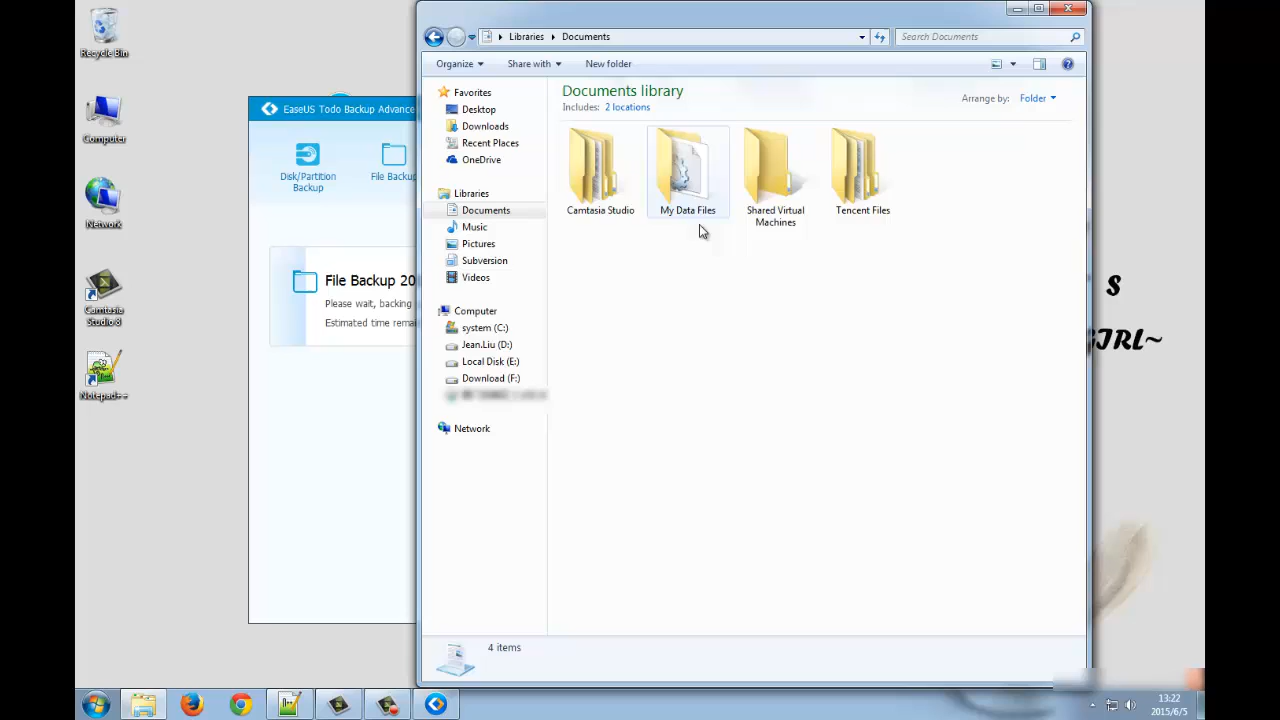 Recycle Bin
Computer
Network
Camtasia
Studio 8
Notepad++
EaseUS Todo Backup Advance
Disk/Partition
Backup
File Backup
File Backup 20
Please wait, backing
Estimated time remai
Libraries
Documents
Search Documents
Organize
Share with
New folder
Favorites
Desktop
Downloads
Recent Places
OneDrive
Libraries
Documents
Music
Pictures
Subversion
Videos
Computer
system (C:)
Jean.Liu (D:)
Local Disk (E:)
Download (F:)
Network
Documents library
Includes: 2 locations
Arrange by: Folder
Camtasia Studio
My Data Files
Shared Virtual
Machines
Tencent Files
4 items
S
GIRL~
13:22
2015/6/5